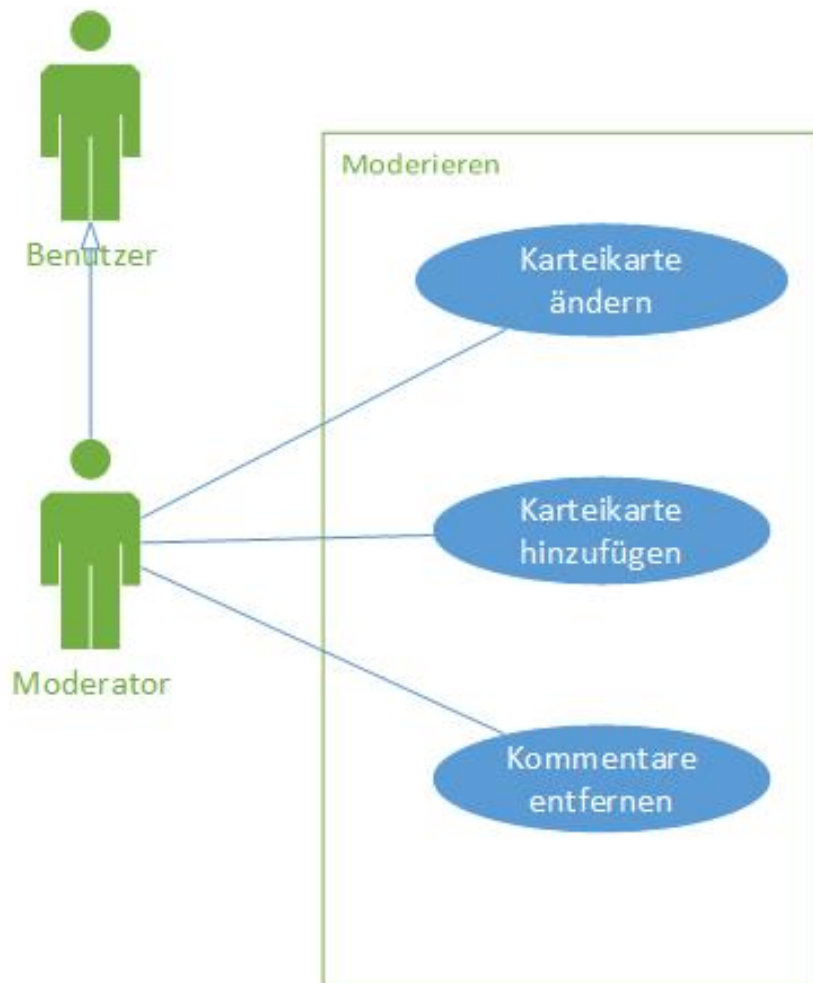 Benutzer
Moderieren
Karteikarte
ändern
Karteikarte
hinzufügen
Moderator
Kommentare
entfernen